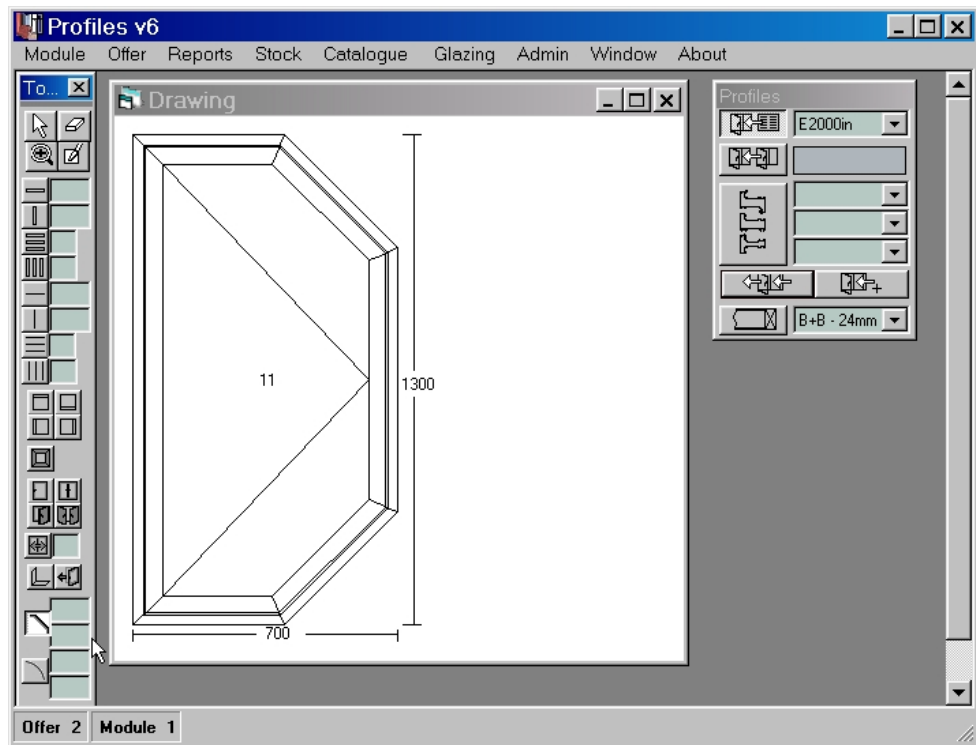 Profiles v6
Module Offer Reports Stock Catalogue Glazing Admin Window About
To...
Drawing
Profiles
E2000in
11
1300
B+B - 24mm
700
Offer 2 Module 1